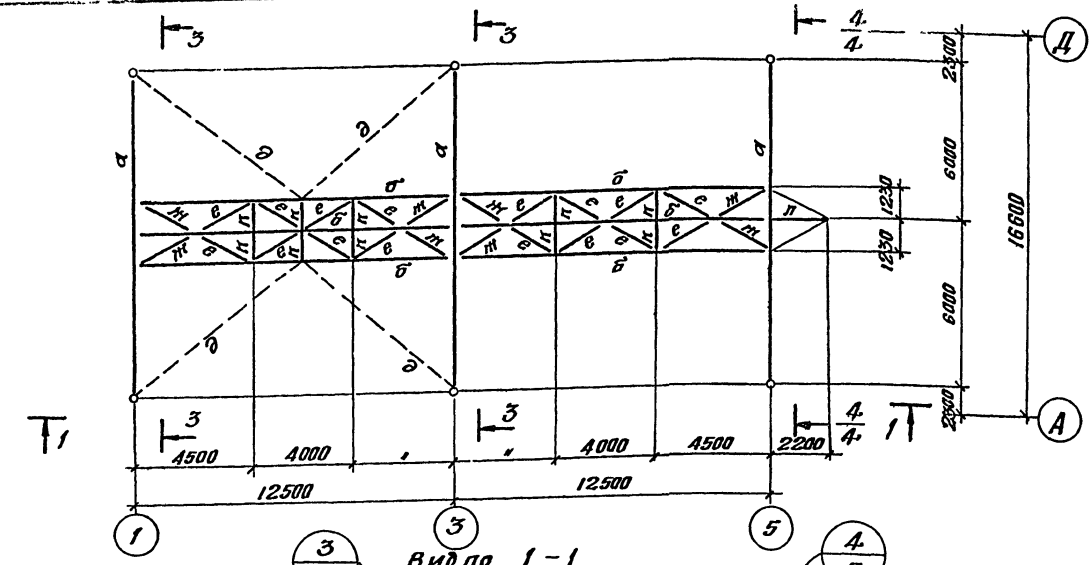 3
3
4
4
Д
2300
а
а
а
д
д
б
б
ж
е
п
е
п
е
б
п
е
ж
ж
е
п
е
е
п
б
е
ж
п
ж
е
п
е
п
е
п
е
ж
ж
е
п
е
е
п
е
ж
б
б
1230
1230
6000
6000
16600
д
д
2300
А
1
3
3
4
4
1
4500
4000
"
"
4000
4500
2200
12500
12500
1
3
5
3
Вид по 1-1
4